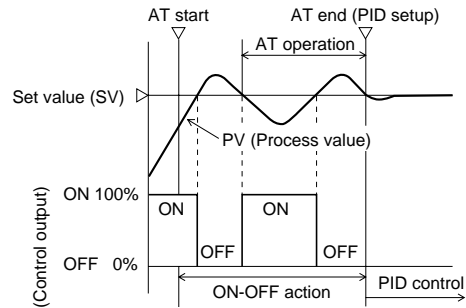 AT start
AT end (PID setup)
AT operation
Set value (SV)
PV (Process value)
(Control output)
ON 100%
ON
ON
OFF
OFF
OFF 0%
ON-OFF action
PID control